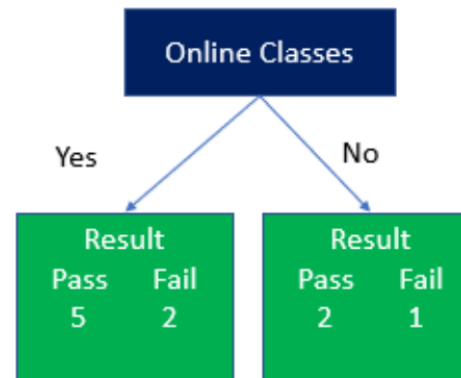 Online Classes
Yes
No
Result
Pass Fail
5 2
Result
Pass Fail
2 1